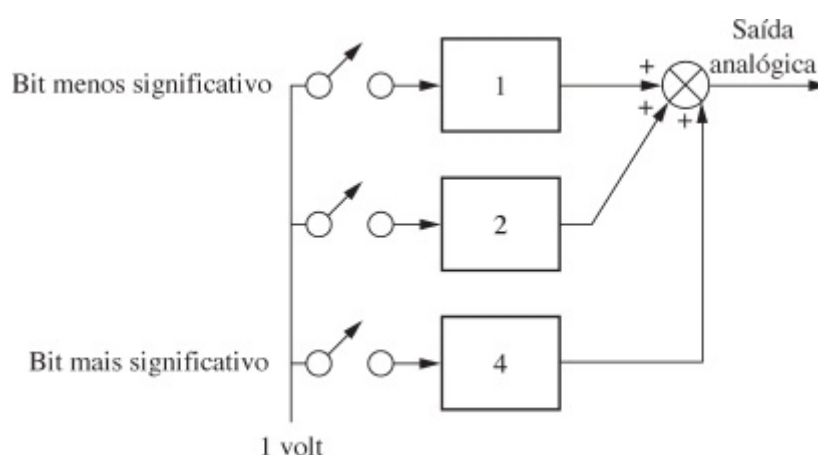 Saída
analógica
Bit menos significativo
1
+
+
+
2
Bit mais significativo
4
1 volt